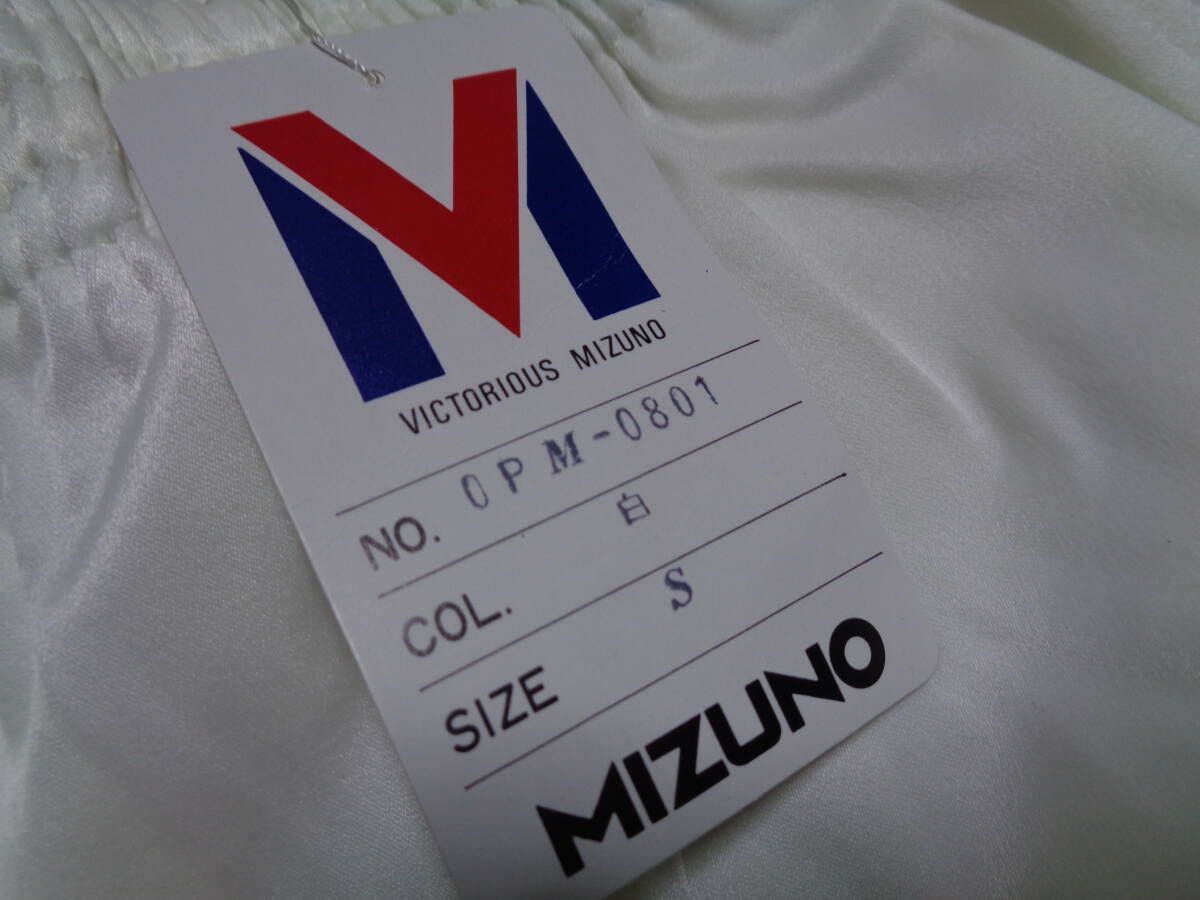 VICTORIOUS MIZUNO
NO. 0PM-0801
COL. 白
SIZE S
MIZUNO